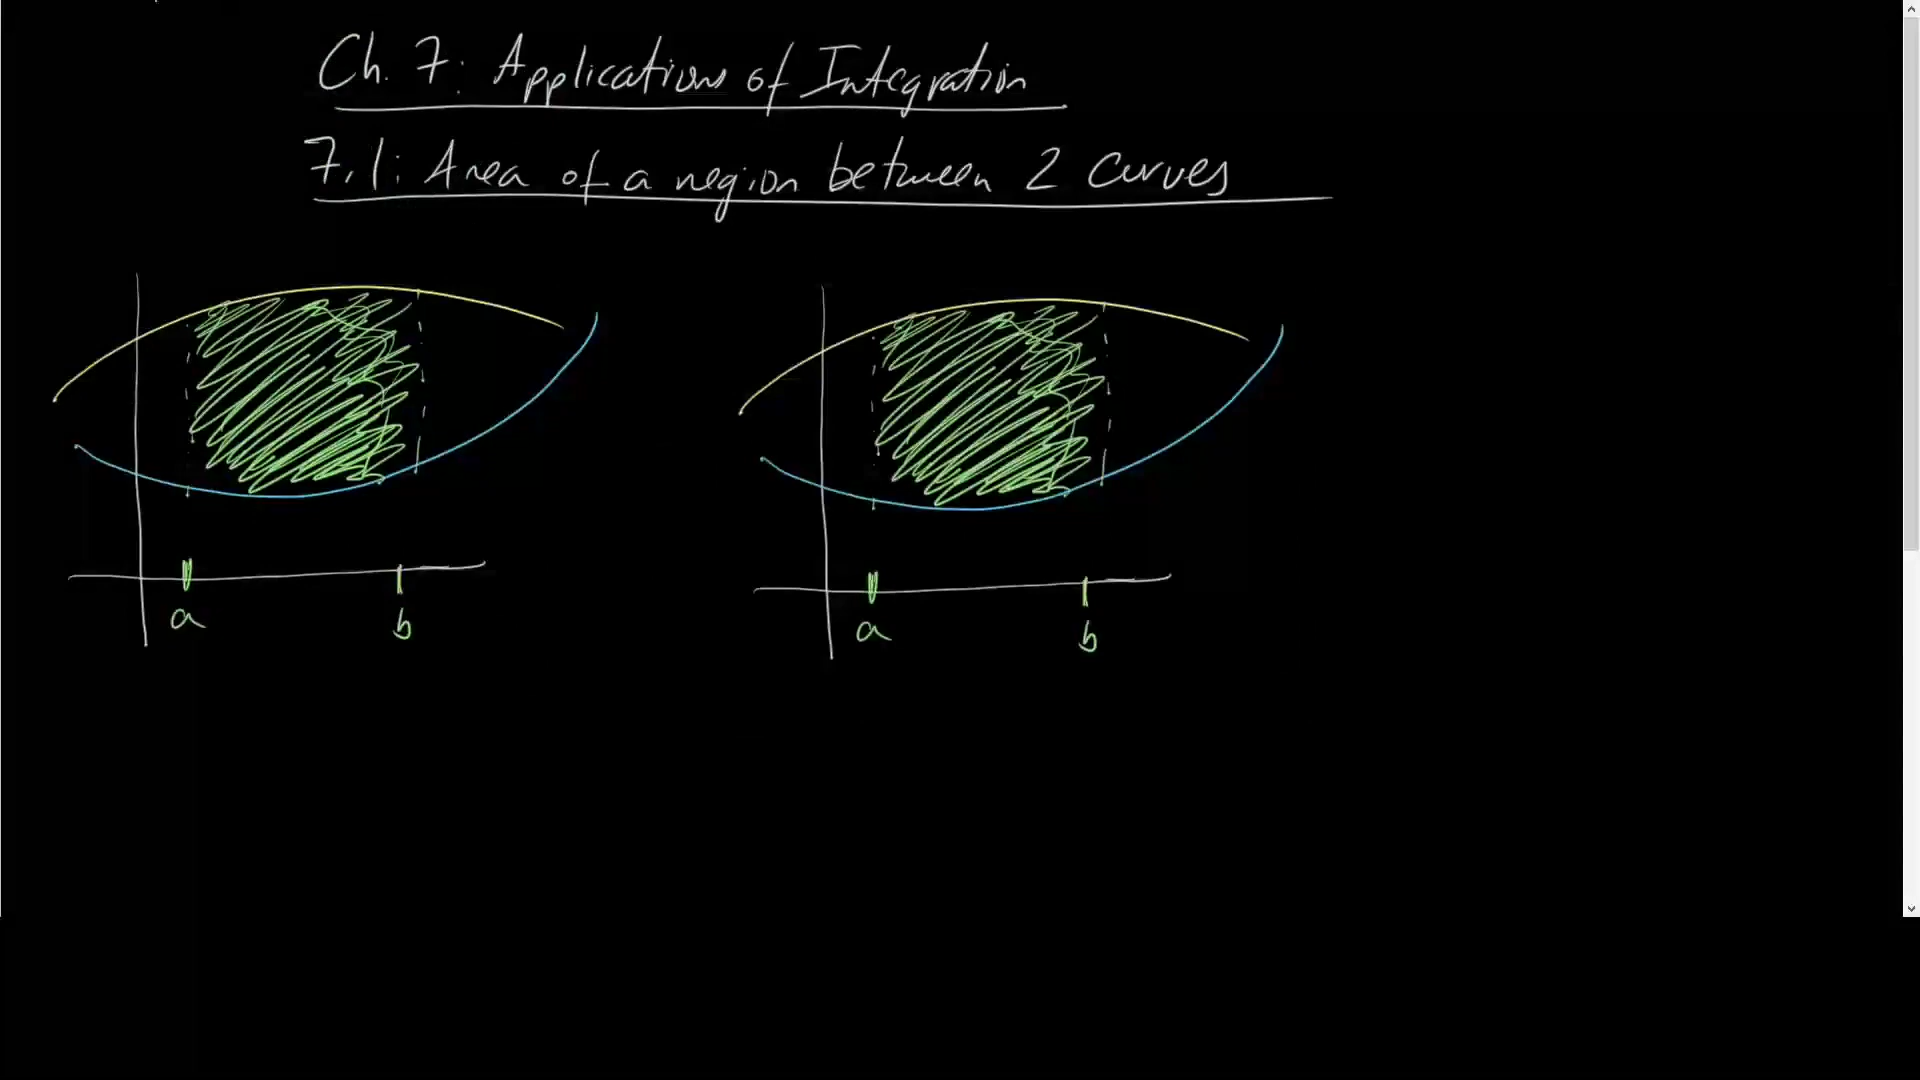 Ch. 7: Applications of Integration
7.1: Area of a region between 2 curves
a b
a b